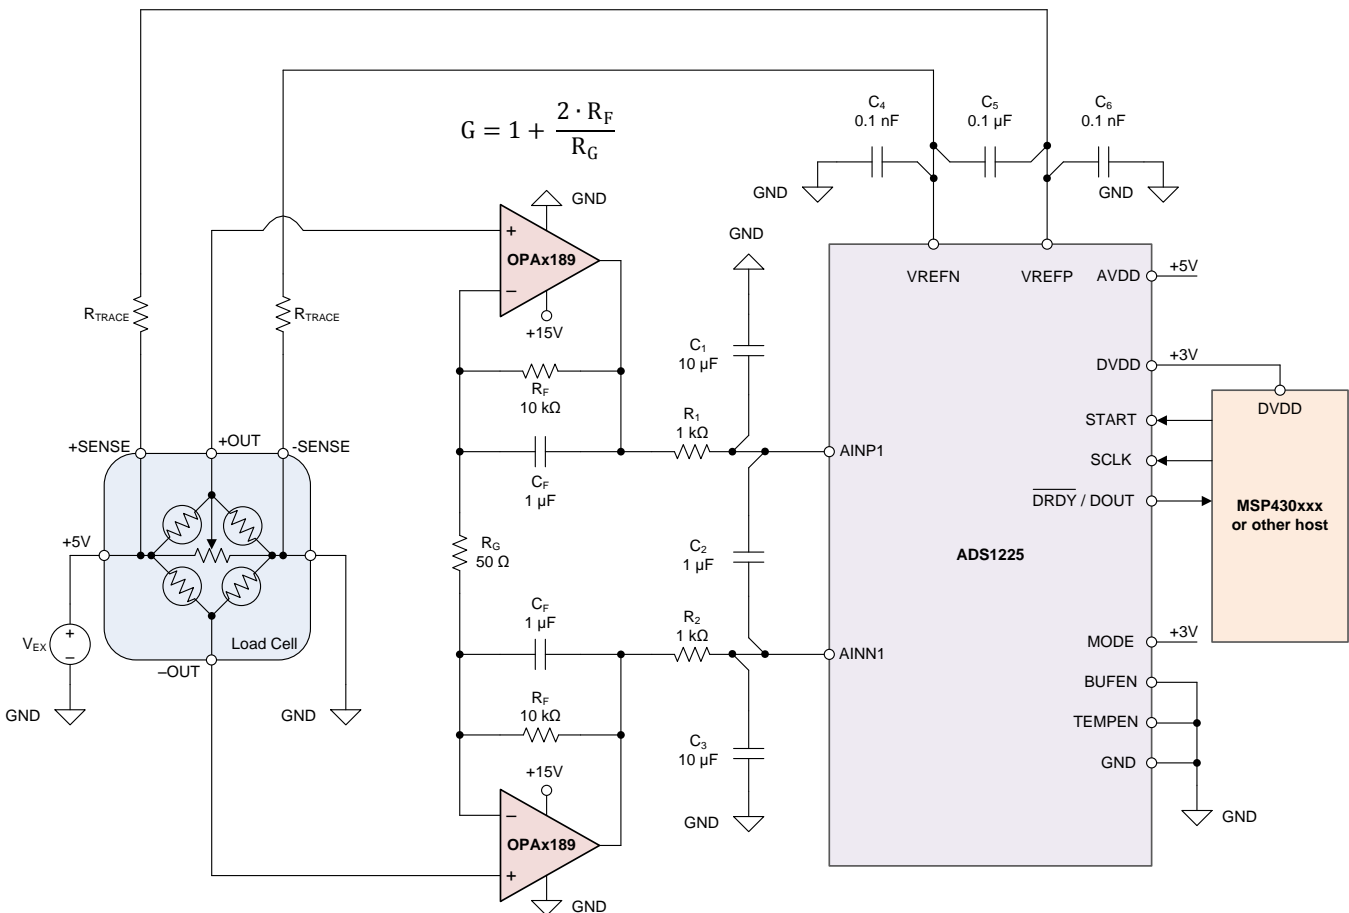 G = 1 + 2 · R_F / R_G
C4
0.1 nF
C5
0.1 µF
C6
0.1 nF
GND
GND
GND
GND
VREFN
VREFP
AVDD
+5V
+
OPAx189
–
+15V
R_TRACE
R_TRACE
C1
10 µF
DVDD
+3V
DVDD
R_F
10 kΩ
R1
1 kΩ
START
+SENSE
+OUT
-SENSE
AINP1
SCLK
C_F
1 µF
DRDY / DOUT
MSP430xxx
or other host
+5V
R_G
50 Ω
C2
1 µF
ADS1225
C_F
1 µF
R2
1 kΩ
V_EX
+
–
Load Cell
–OUT
AINN1
MODE
+3V
BUFEN
R_F
10 kΩ
GND
GND
TEMPEN
C3
10 µF
GND
+15V
GND
GND
–
OPAx189
+
GND